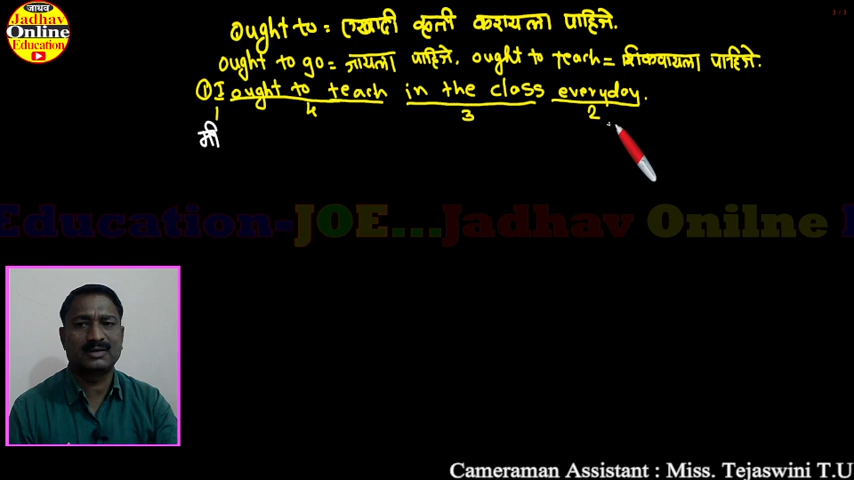 जाधव
Jadhav
Online
Education
Ought to = एखादी कृती करायला पाहिजे.
Ought to go = जायला पाहिजे, ought to teach = शिकवायला पाहिजे.
① I ought to teach in the class everyday.
1 4 3 2
मी
Education-JOE...Jadhav Onilne E
Cameraman Assistant : Miss. Tejaswini T.U